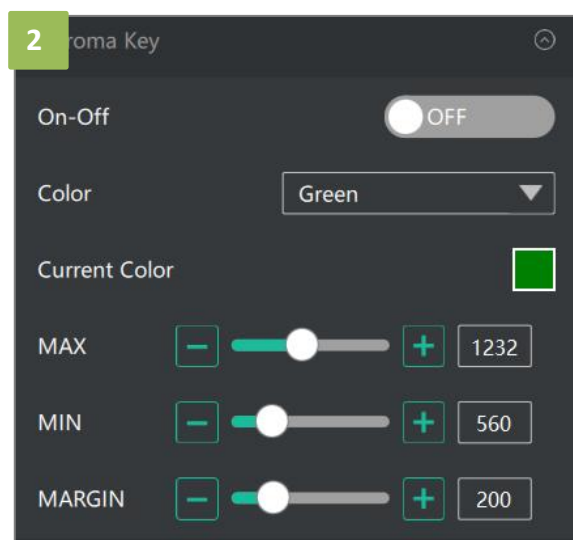 2
roma Key
On-Off
OFF
Color
Green
Current Color
MAX
1232
MIN
560
MARGIN
200